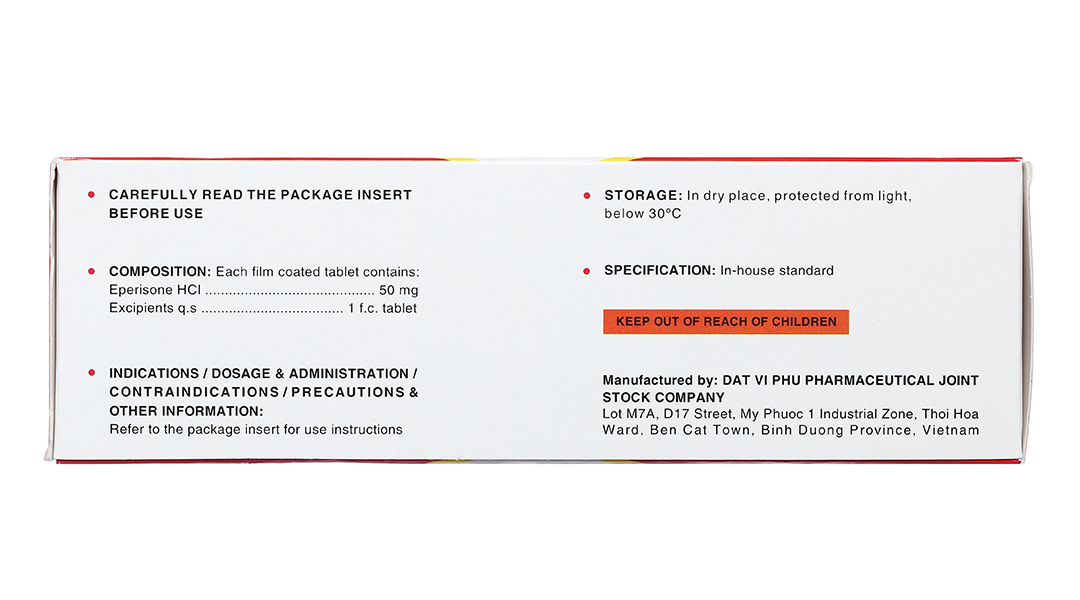 CAREFULLY READ THE PACKAGE INSERT
BEFORE USE
COMPOSITION: Each film coated tablet contains:
Eperisone HCl ........................................... 50 mg
Excipients q.s .................................... 1 f.c. tablet
INDICATIONS / DOSAGE & ADMINISTRATION /
CONTRAINDICATIONS / PRECAUTIONS &
OTHER INFORMATION:
Refer to the package insert for use instructions
STORAGE: In dry place, protected from light,
below 30ºC
SPECIFICATION: In-house standard
KEEP OUT OF REACH OF CHILDREN
Manufactured by: DAT VI PHU PHARMACEUTICAL JOINT
STOCK COMPANY
Lot M7A, D17 Street, My Phuoc 1 Industrial Zone, Thoi Hoa
Ward, Ben Cat Town, Binh Duong Province, Vietnam